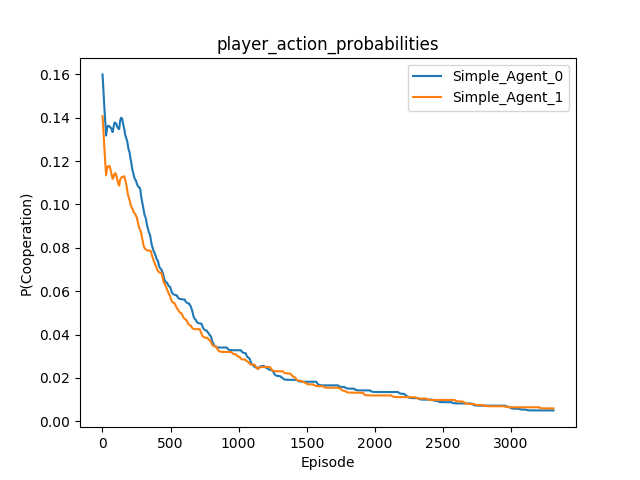 player_action_probabilities
Simple_Agent_0
Simple_Agent_1
P(Cooperation)
0.16
0.14
0.12
0.10
0.08
0.06
0.04
0.02
0.00
0 500 1000 1500 2000 2500 3000
Episode